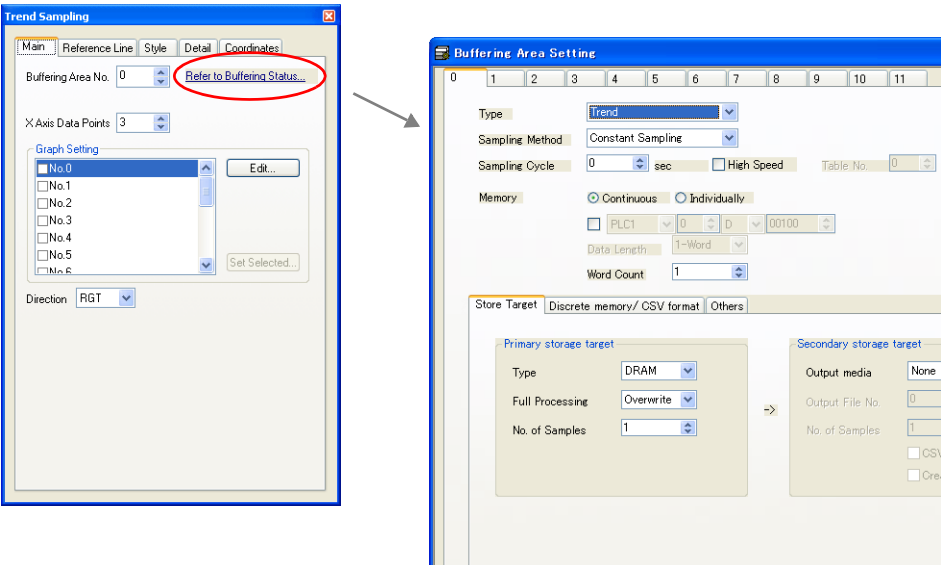 Trend Sampling
Main Reference Line Style Detail Coordinates
Buffering Area No. 0 Refer to Buffering Status...
X Axis Data Points 3
Graph Setting
No.0 Edit...
No.1
No.2
No.3
No.4
No.5 Set Selected...
No.6
Direction RGT
Buffering Area Setting
0 1 2 3 4 5 6 7 8 9 10 11
Type Trend
Sampling Method Constant Sampling
Sampling Cycle 0 sec High Speed Table No. 0
Memory Continuous Individually
PLC1 0 D 00100
Data Length 1-Word
Word Count 1
Store Target Discrete memory/ CSV format Others
Primary storage target
Type DRAM
Full Processing Overwrite
No. of Samples 1
->
Secondary storage target
Output media None
Output File No. 0
No. of Samples 1
CSV
Crea